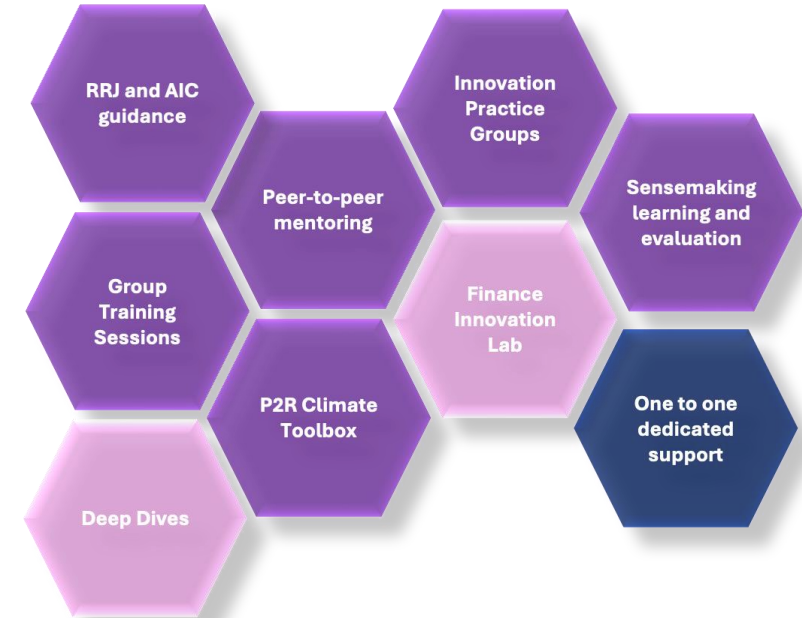 RRJ and AIC
guidance
Innovation
Practice
Groups
Peer-to-peer
mentoring
Sensemaking
learning and
evaluation
Group
Training
Sessions
Finance
Innovation
Lab
P2R Climate
Toolbox
One to one
dedicated
support
Deep Dives